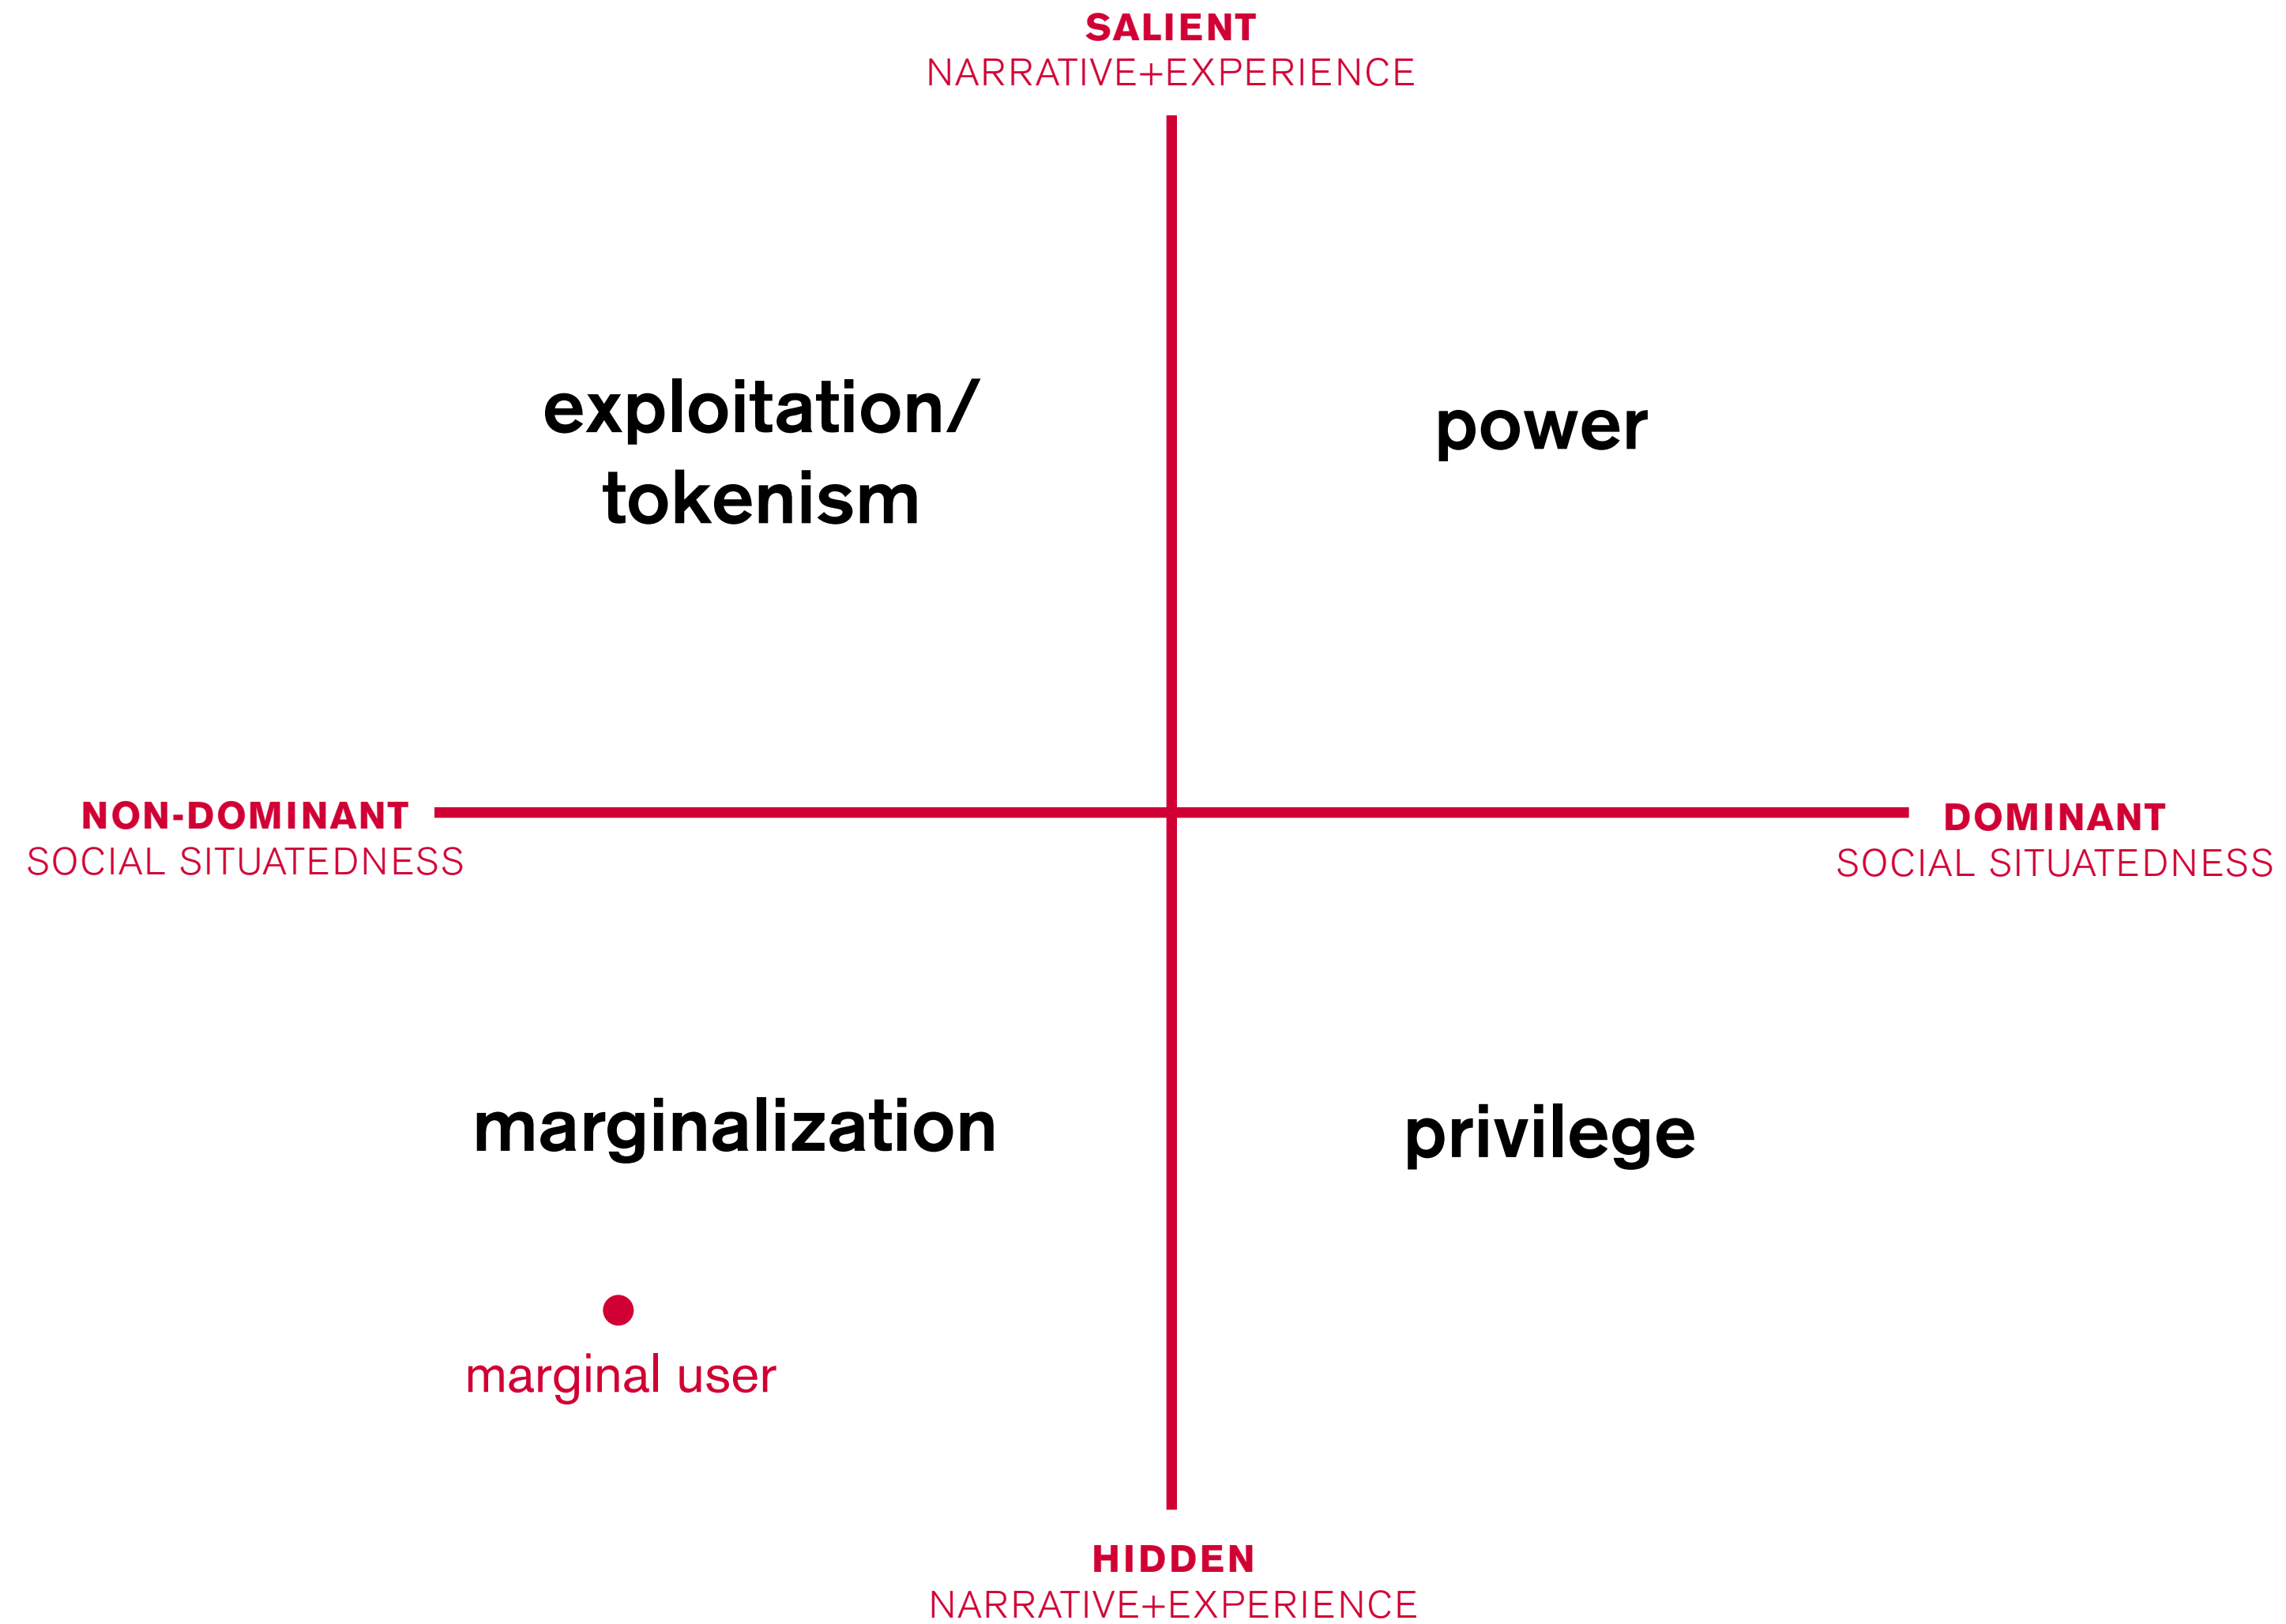 SALIENT
NARRATIVE+EXPERIENCE
exploitation/
tokenism
power
NON-DOMINANT
SOCIAL SITUATEDNESS
DOMINANT
SOCIAL SITUATEDNESS
marginalization
privilege
marginal user
HIDDEN
NARRATIVE+EXPERIENCE